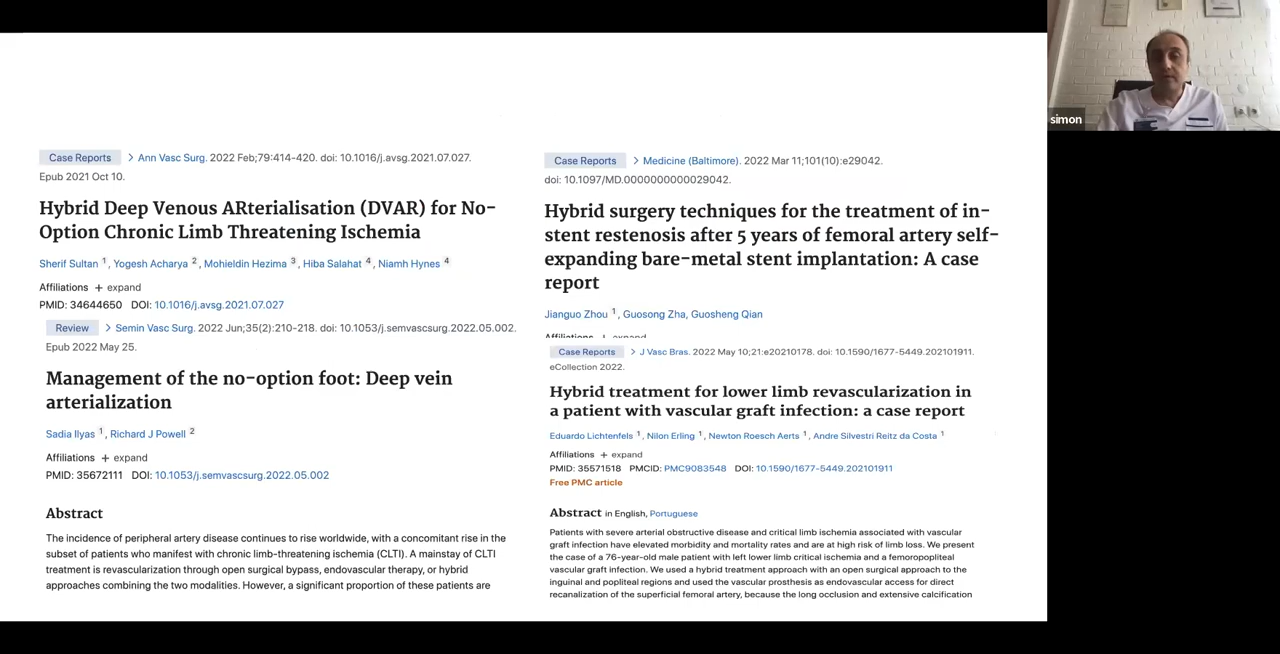 Case Reports > Ann Vasc Surg. 2022 Feb;79:414-420. doi: 10.1016/j.avsg.2021.07.027.
Epub 2021 Oct 10.
Hybrid Deep Venous ARterialisation (DVAR) for No-
Option Chronic Limb Threatening Ischemia
Sherif Sultan 1, Yogesh Acharya 2, Mohieldin Hezima 3, Hiba Salahat 4, Niamh Hynes 4
Affiliations + expand
PMID: 34644650 DOI: 10.1016/j.avsg.2021.07.027
Review > Semin Vasc Surg. 2022 Jun;35(2):210-218. doi: 10.1053/j.semvascsurg.2022.05.002.
Epub 2022 May 25.
Management of the no-option foot: Deep vein
arterialization
Sadia Ilyas 1, Richard J Powell 2
Affiliations + expand
PMID: 35672111 DOI: 10.1053/j.semvascsurg.2022.05.002
Abstract
The incidence of peripheral artery disease continues to rise worldwide, with a concomitant rise in the
subset of patients who manifest with chronic limb-threatening ischemia (CLTI). A mainstay of CLTI
treatment is revascularization through open surgical bypass, endovascular therapy, or hybrid
approaches combining the two modalities. However, a significant proportion of these patients are
Case Reports > Medicine (Baltimore). 2022 Mar 11;101(10):e29042.
doi: 10.1097/MD.0000000000029042.
Hybrid surgery techniques for the treatment of in-
stent restenosis after 5 years of femoral artery self-
expanding bare-metal stent implantation: A case
report
Jianguo Zhou 1, Guosong Zha, Guosheng Qian
Affiliations + expand
Case Reports > J Vasc Bras. 2022 May 10;21:e20210178. doi: 10.1590/1677-5449.202101911.
eCollection 2022.
Hybrid treatment for lower limb revascularization in
a patient with vascular graft infection: a case report
Eduardo Lichtenfels 1, Nilon Erling 1, Newton Roesch Aerts 1, Andre Silvestri Reitz da Costa 1
Affiliations + expand
PMID: 35571518 PMCID: PMC9083548 DOI: 10.1590/1677-5449.202101911
Free PMC article
Abstract in English, Portuguese
Patients with severe arterial obstructive disease and critical limb ischemia associated with vascular
graft infection have elevated morbidity and mortality rates and are at high risk of limb loss. We present
the case of a 76-year-old male patient with left lower limb critical ischemia and a femoropopliteal
vascular graft infection. We used a hybrid treatment approach with an open surgical approach to the
inguinal and popliteal regions and used the vascular prosthesis as endovascular access for direct
recanalization of the superficial femoral artery, because the long occlusion and extensive calcification
simon